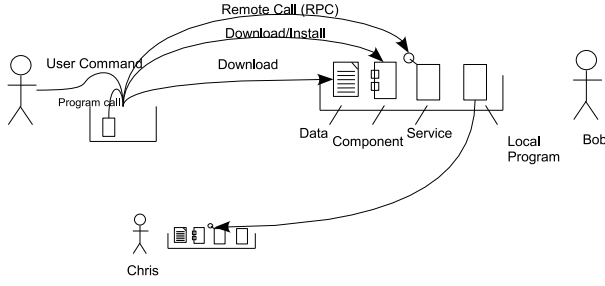 Remote Call (RPC)
Download/Install
User Command
Download
Program call
Data
Component
Service
Local
Program
Bob
Chris